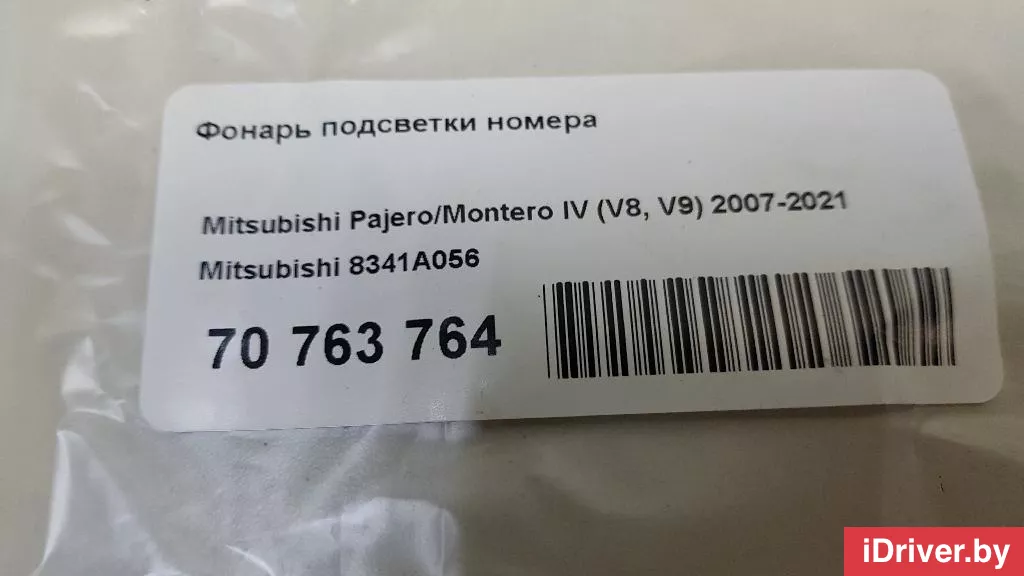 Фонарь подсветки номера
Mitsubishi Pajero/Montero IV (V8, V9) 2007-2021
Mitsubishi 8341A056
70 763 764
iDriver.by